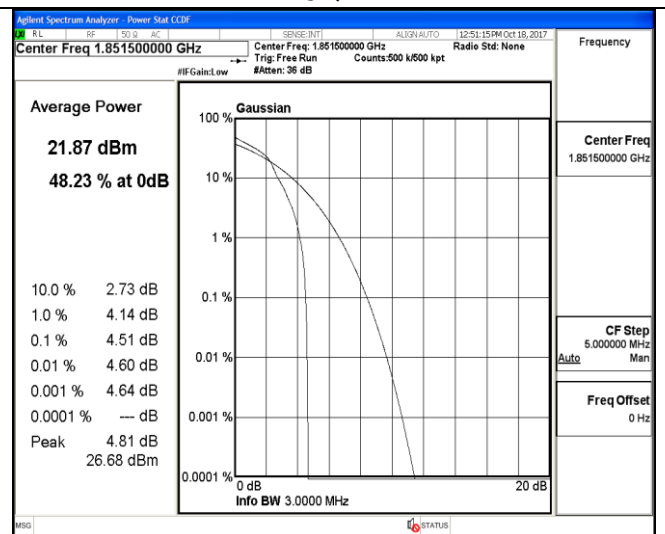 Agilent Spectrum Analyzer - Power Stat CCDF
RL RF 50 Ω AC SENSE:INT ALIGN AUTO 12:51:15 PM Oct 18, 2017
Center Freq 1.851500000 GHz
Center Freq: 1.851500000 GHz Radio Std: None
Trig: Free Run Counts:500 k/500 kpt
#IFGain:Low #Atten: 36 dB
Frequency
Average Power
21.87 dBm
48.23 % at 0dB
10.0 % 2.73 dB
1.0 % 4.14 dB
0.1 % 4.51 dB
0.01 % 4.60 dB
0.001 % 4.64 dB
0.0001 % --- dB
Peak 4.81 dB
26.68 dBm
Gaussian
100 %
10 %
1 %
0.1 %
0.01 %
0.001 %
0.0001 %
0 dB 20 dB
Info BW 3.0000 MHz
Center Freq
1.851500000 GHz
CF Step
5.000000 MHz
Auto Man
Freq Offset
0 Hz
MSG STATUS